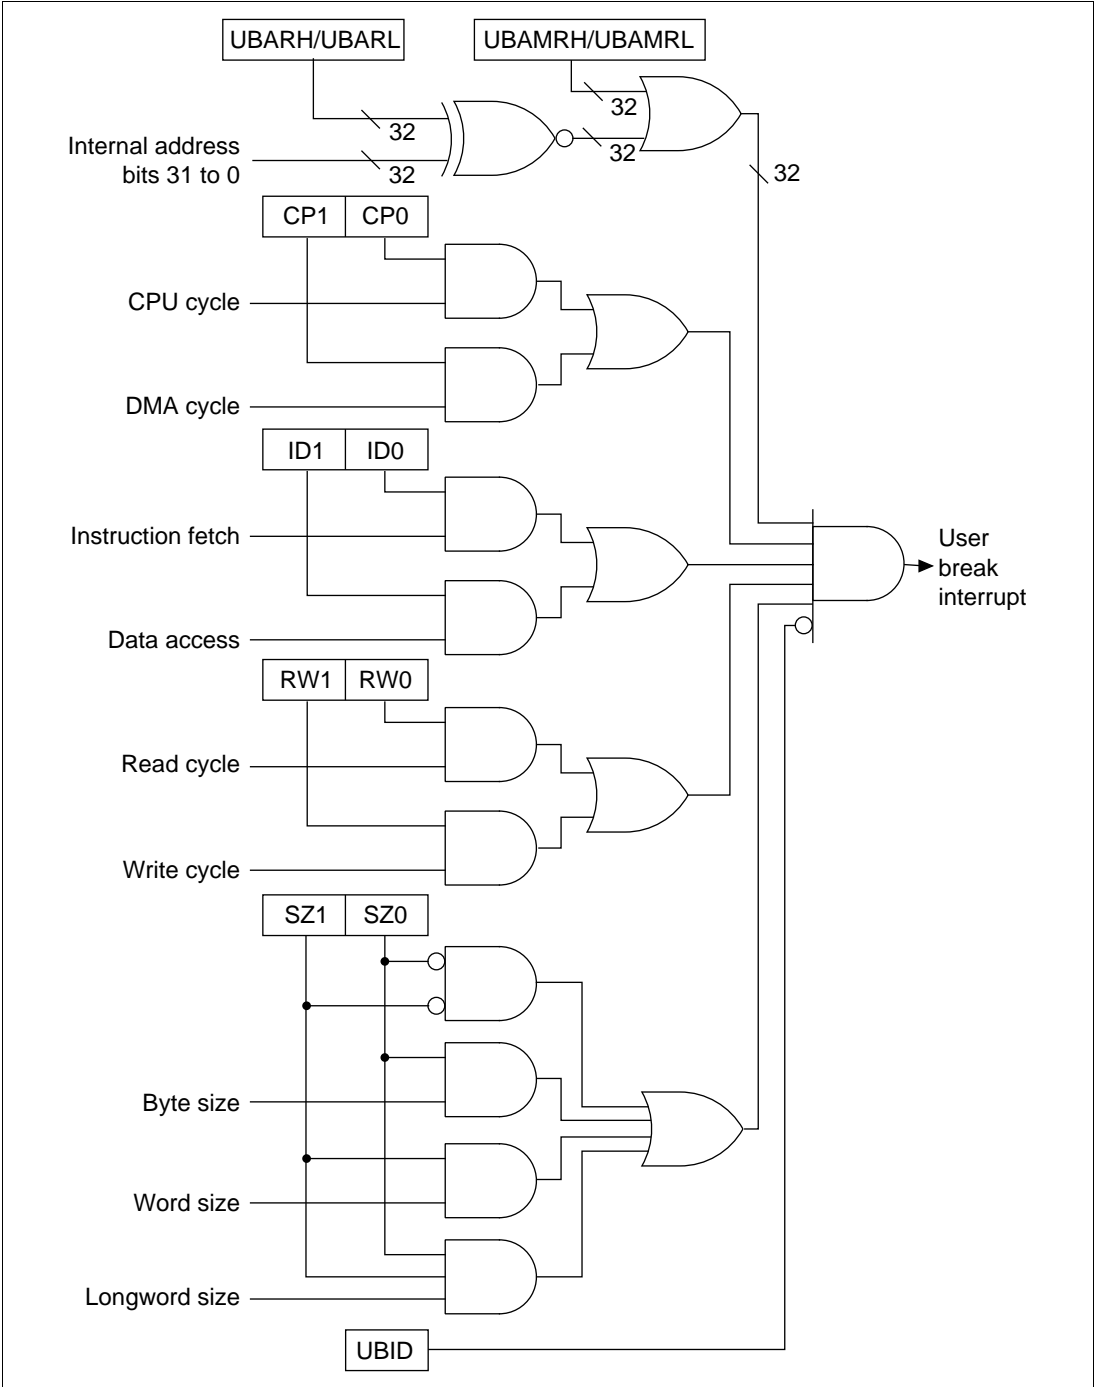 UBARH/UBARL
UBAMRH/UBAMRL
32
32
32
32
32
Internal address
bits 31 to 0
CP1 CP0
CPU cycle
DMA cycle
ID1 ID0
Instruction fetch
Data access
User
break
interrupt
RW1 RW0
Read cycle
Write cycle
SZ1 SZ0
Byte size
Word size
Longword size
UBID